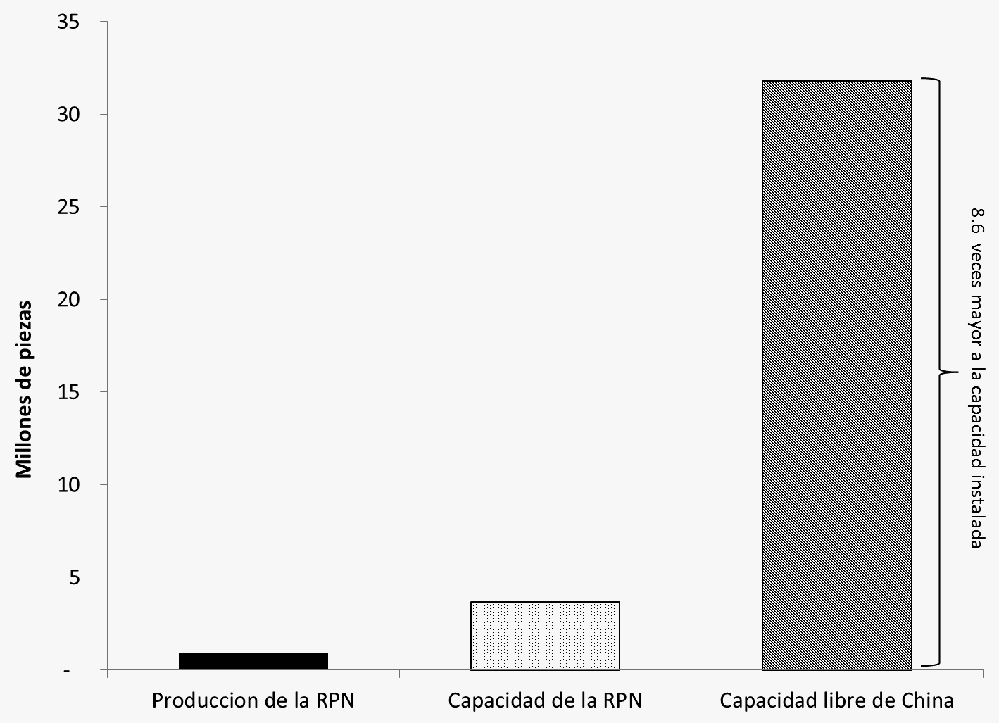 35
30
25
20
15
10
5
-
Millones de piezas
Produccion de la RPN
Capacidad de la RPN
Capacidad libre de China
8.6 veces mayor a la capacidad instalada